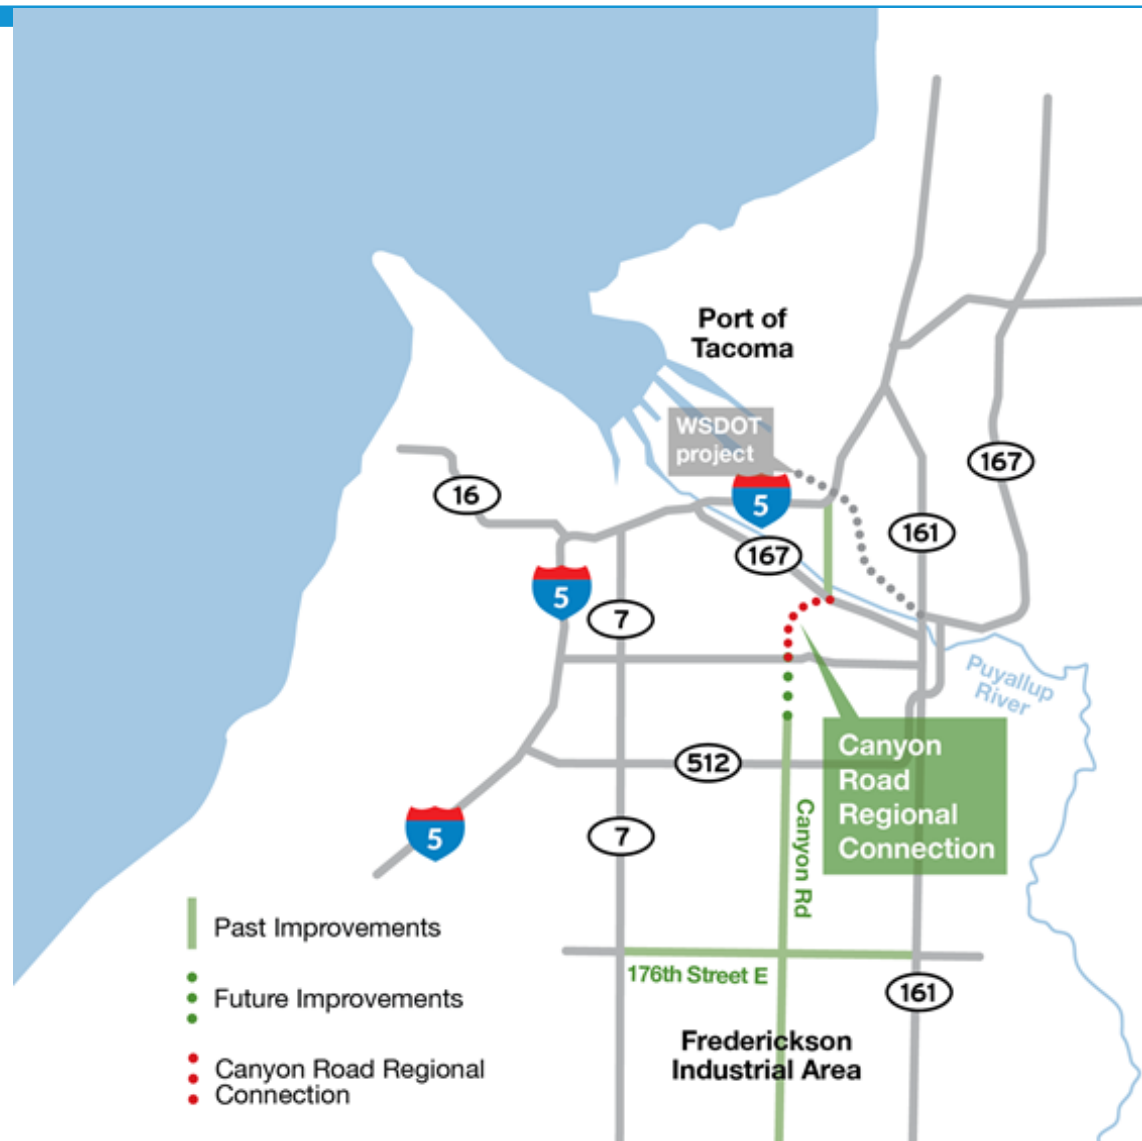 Port of
Tacoma
WSDOT
project
167
16
5
161
167
5
7
Puyallup
River
Canyon
Road
Regional
Connection
512
5
7
Canyon Rd
Past Improvements
176th Street E
Future Improvements
161
Frederickson
Industrial Area
Canyon Road Regional
Connection